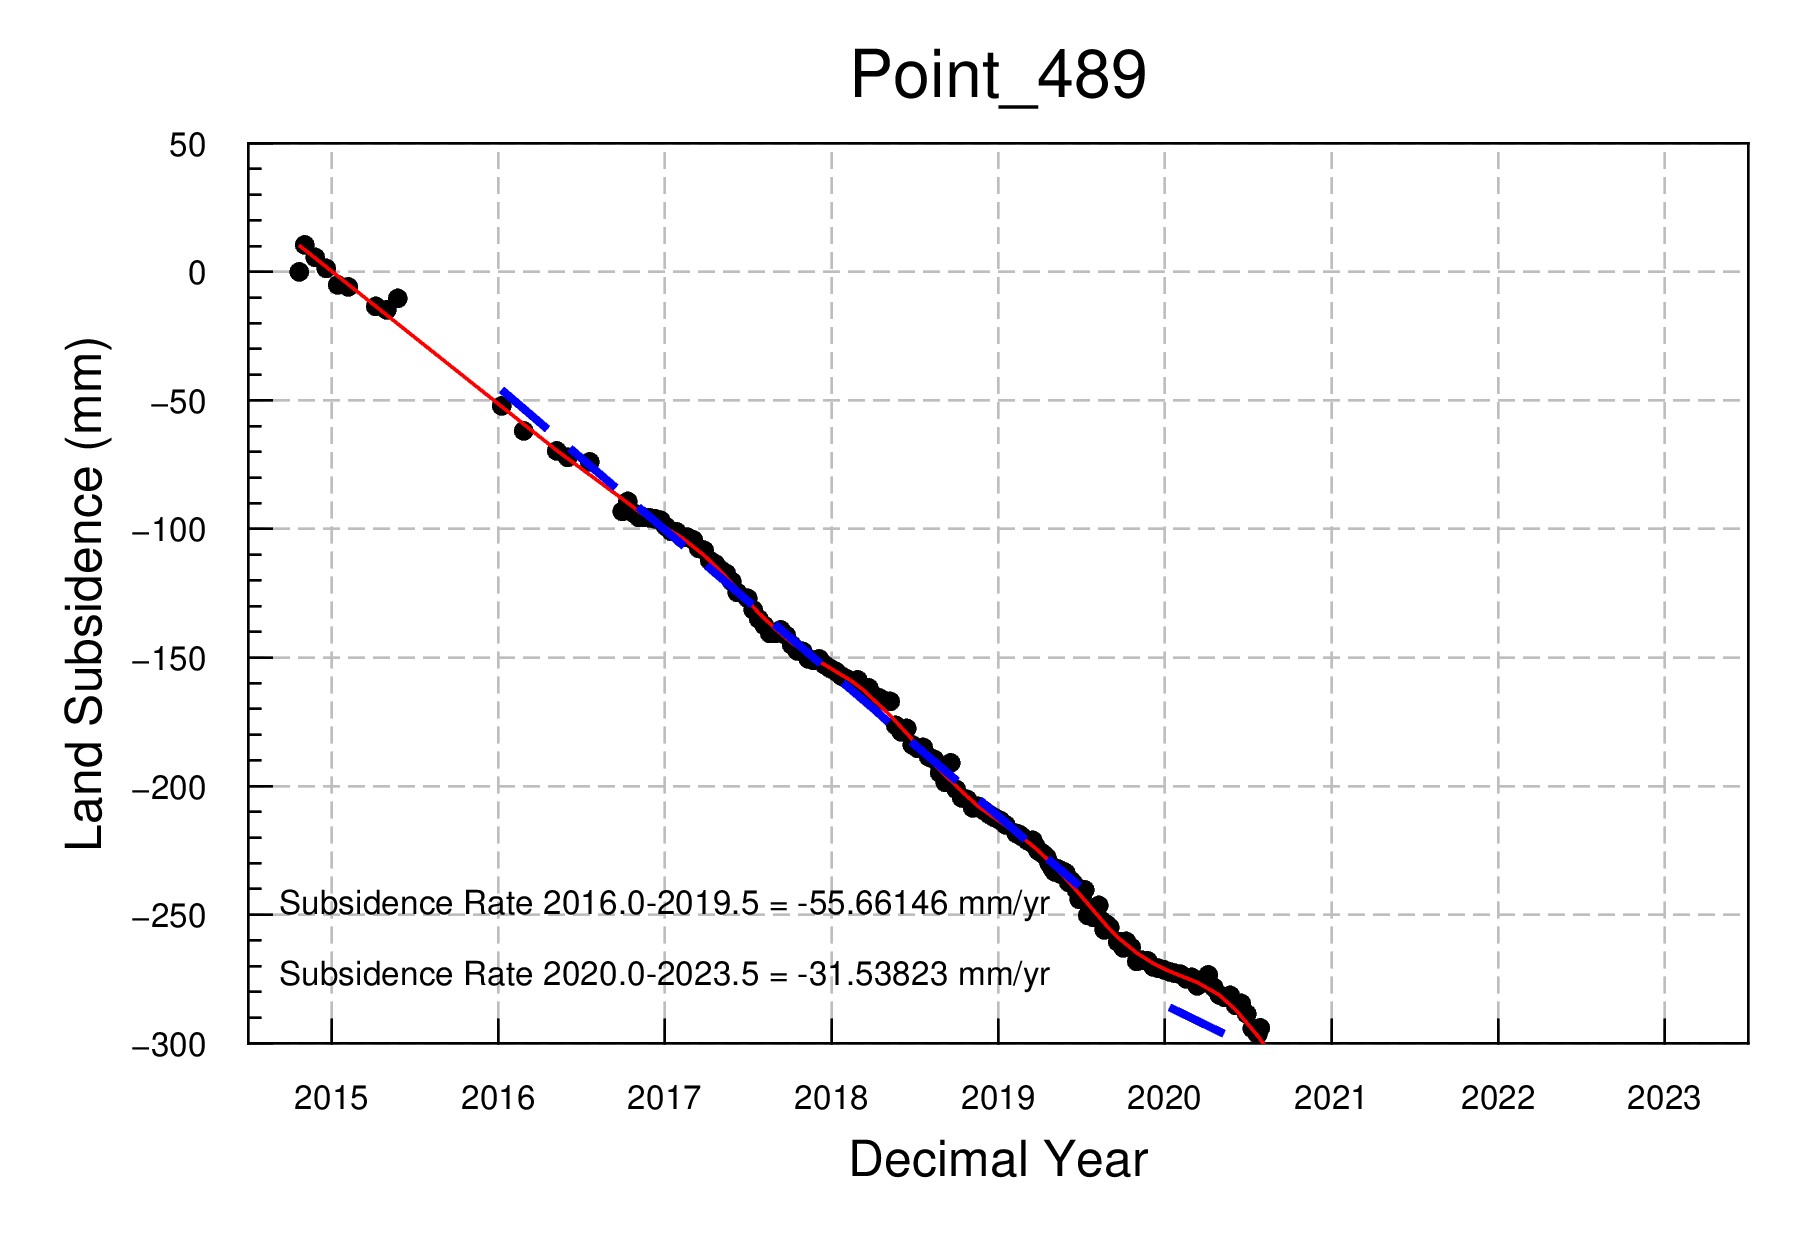 Point_489
50
0
−50
−100
−150
−200
−250
−300
Land Subsidence (mm)
Subsidence Rate 2016.0-2019.5 = -55.66146 mm/yr
Subsidence Rate 2020.0-2023.5 = -31.53823 mm/yr
2015 2016 2017 2018 2019 2020 2021 2022 2023
Decimal Year